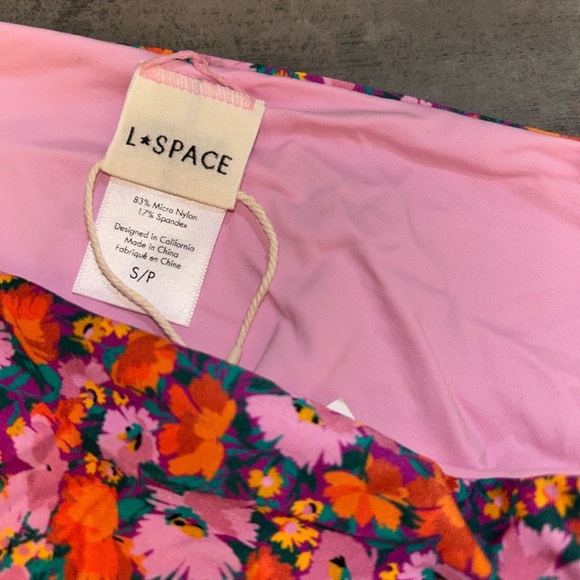 L★SPACE
83% Micro Nylon
17% Spandex
Designed in California
Made in China
Fabriqué en Chine
S/P